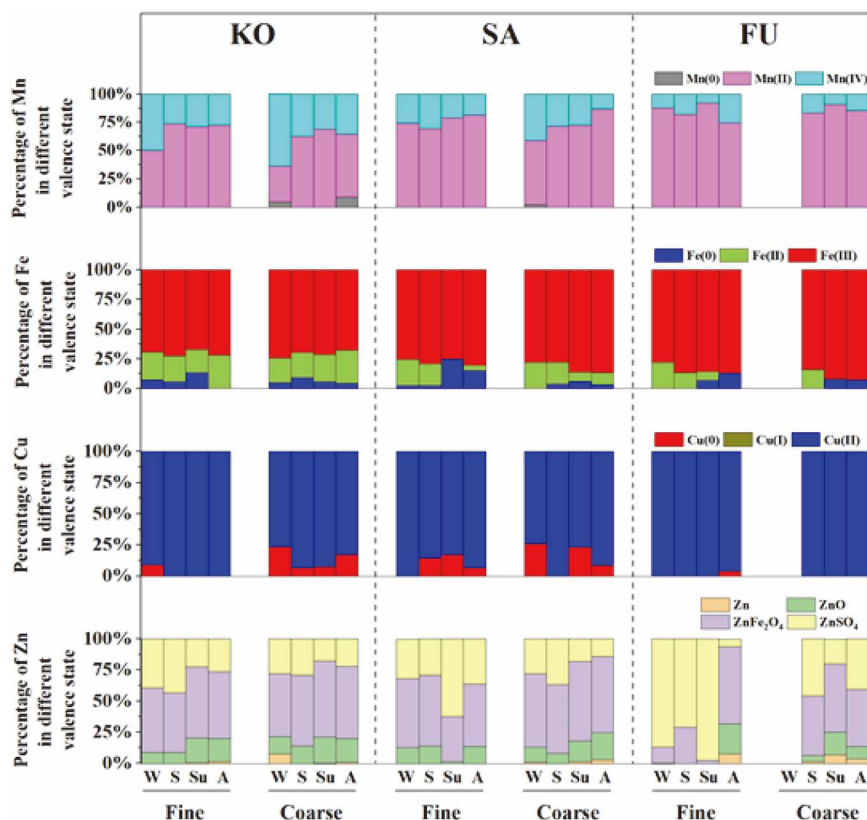 KO SA FU
Mn(0) Mn(II) Mn(IV)
Percentage of Mn
in different
valence state
100%
75%
50%
25%
0%
Fe(0) Fe(II) Fe(III)
Percentage of Fe
in different
valence state
100%
75%
50%
25%
0%
Cu(0) Cu(I) Cu(II)
Percentage of Cu
in different
valence state
100%
75%
50%
25%
0%
Zn ZnO
ZnFe₂O₄ ZnSO₄
Percentage of Zn
in different
valence state
100%
75%
50%
25%
0%
W S Su A W S Su A W S Su A W S Su A W S Su A W S Su A
Fine Coarse Fine Coarse Fine Coarse